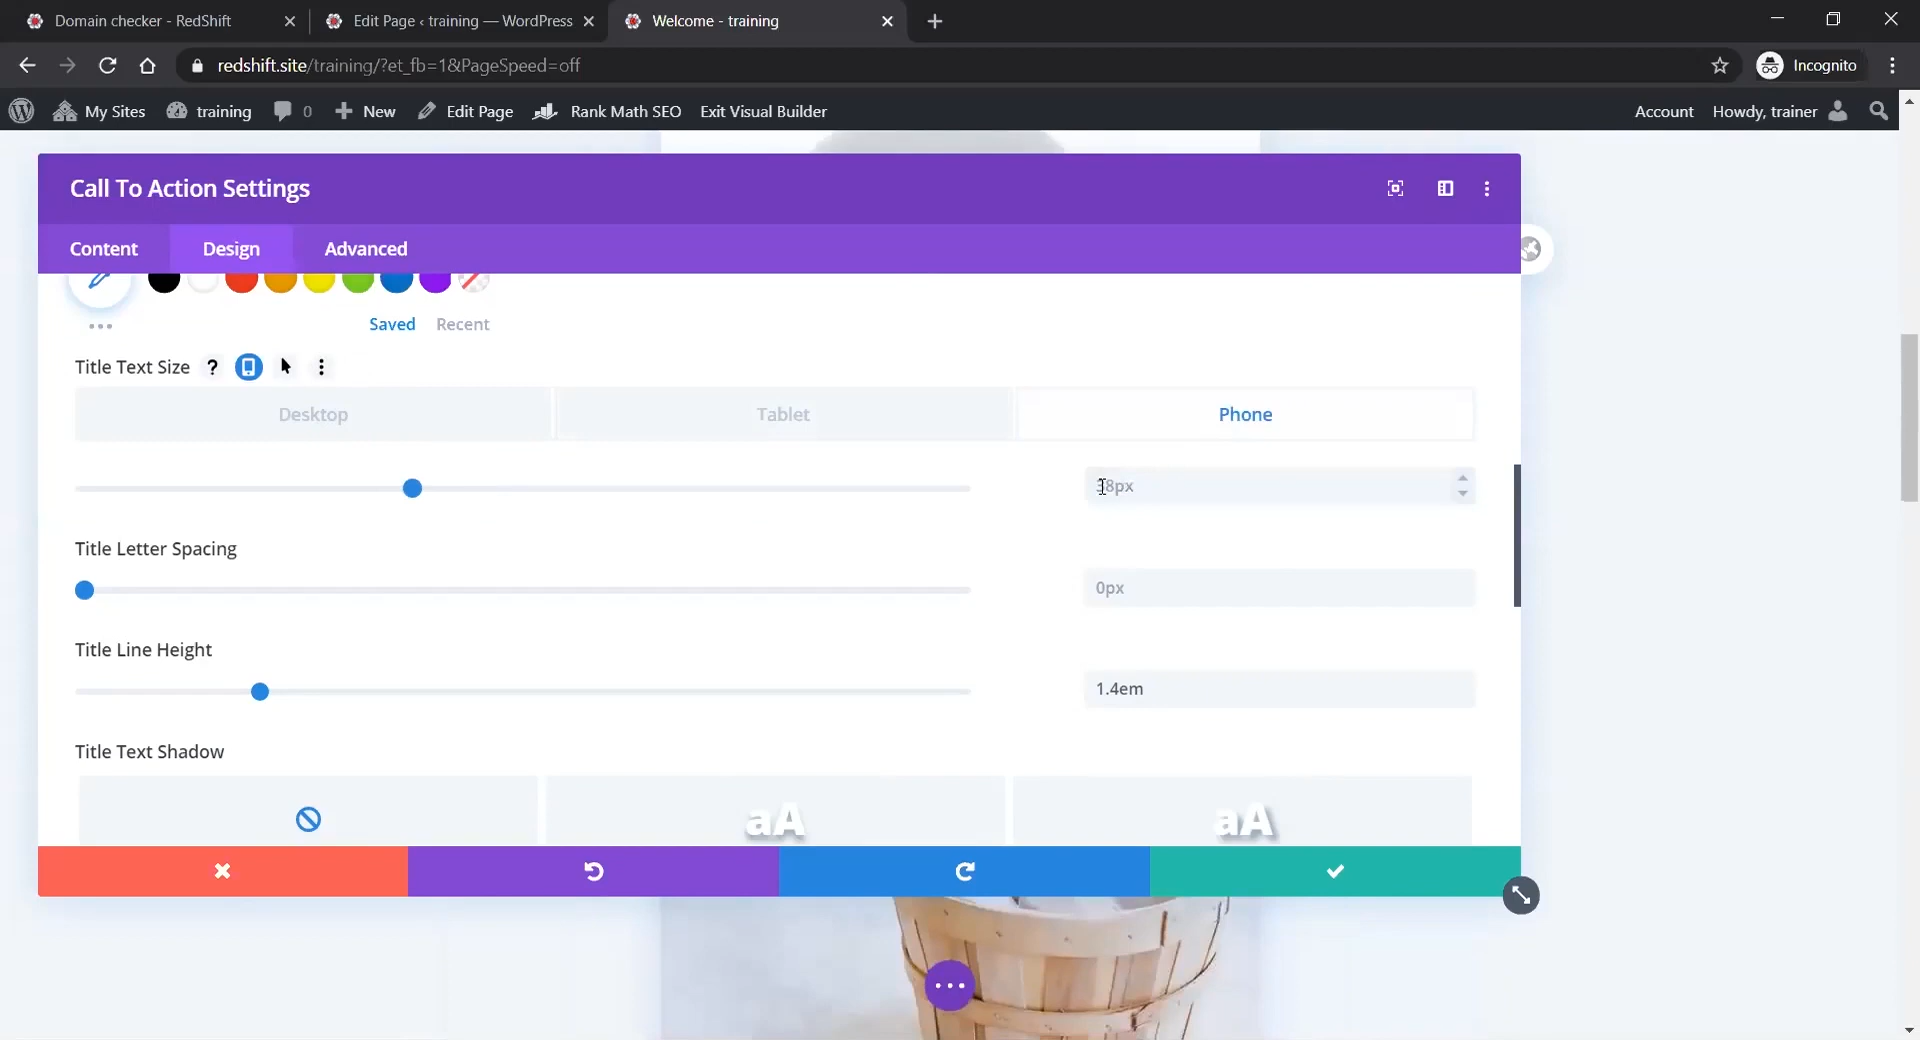 Domain checker - RedShift
Edit Page ‹ training — WordPress
Welcome - training
redshift.site/training/?et_fb=1&PageSpeed=off
Incognito
My Sites
training
0
New
Edit Page
Rank Math SEO
Exit Visual Builder
Account
Howdy, trainer
Call To Action Settings
Content
Design
Advanced
Saved
Recent
Title Text Size ?
Desktop
Tablet
Phone
38px
Title Letter Spacing
0px
Title Line Height
1.4em
Title Text Shadow
aA
aA